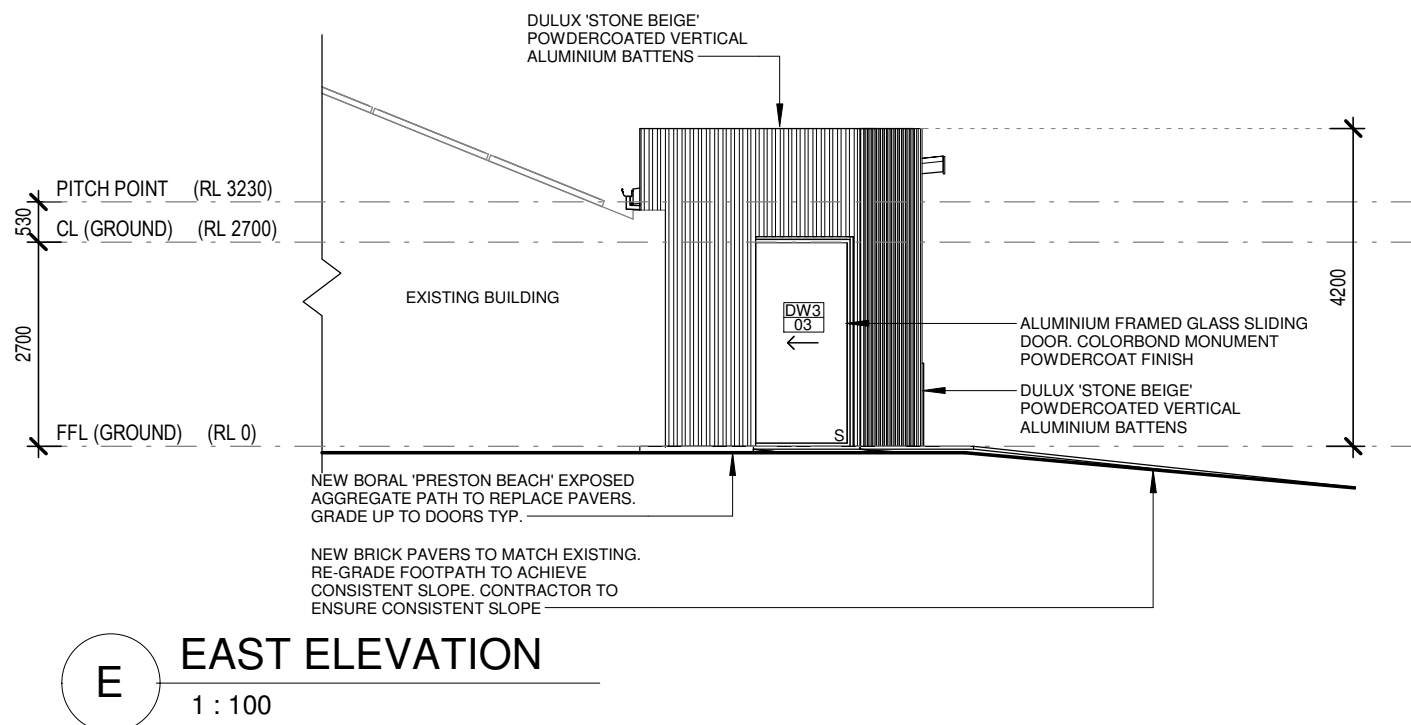 DULUX 'STONE BEIGE'
POWDERCOATED VERTICAL
ALUMINIUM BATTENS
PITCH POINT (RL 3230)
530
CL (GROUND) (RL 2700)
EXISTING BUILDING
2700
DW3
03
4200
ALUMINIUM FRAMED GLASS SLIDING
DOOR. COLORBOND MONUMENT
POWDERCOAT FINISH
DULUX 'STONE BEIGE'
POWDERCOATED VERTICAL
ALUMINIUM BATTENS
FFL (GROUND) (RL 0)
S
NEW BORAL 'PRESTON BEACH' EXPOSED
AGGREGATE PATH TO REPLACE PAVERS.
GRADE UP TO DOORS TYP.
NEW BRICK PAVERS TO MATCH EXISTING.
RE-GRADE FOOTPATH TO ACHIEVE
CONSISTENT SLOPE. CONTRACTOR TO
ENSURE CONSISTENT SLOPE
E
EAST ELEVATION
1 : 100